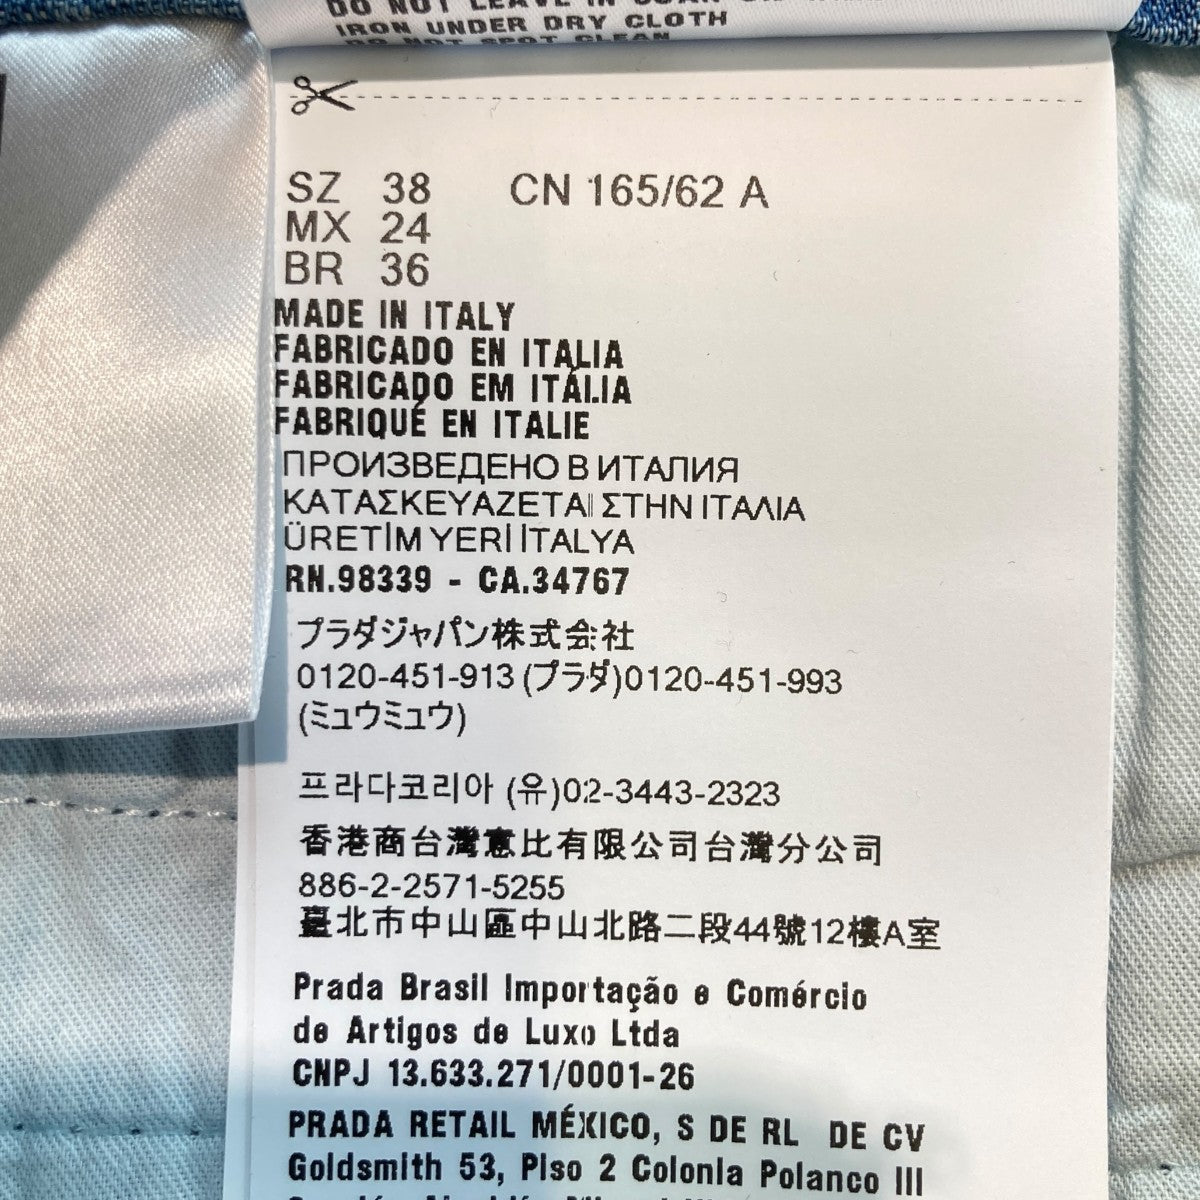 IRON UNDER DRY CLOTH
DO NOT SPOT CLEAN
SZ 38 CN 165/62 A
MX 24
BR 36
MADE IN ITALY
FABRICADO EN ITALIA
FABRICADO EM ITÁLIA
FABRIQUÉ EN ITALIE
ПРОИЗВЕДЕНО В ИТАЛИЯ
ΚΑΤΑΣΚΕΥΑΖΕΤΑΙ ΣΤΗΝ ΙΤΑΛΙΑ
ÜRETİM YERİ İTALYA
RN.98339 - CA.34767
プラダジャパン株式会社
0120-451-913 (プラダ)0120-451-993
(ミュウミュウ)
프라다코리아 (유)02-3443-2323
香港商台灣意比有限公司台灣分公司
886-2-2571-5255
臺北市中山區中山北路二段44號12樓A室
Prada Brasil Importação e Comércio
de Artigos de Luxo Ltda
CNPJ 13.633.271/0001-26
PRADA RETAIL MÉXICO, S DE RL DE CV
Goldsmith 53, Piso 2 Colonia Polanco III